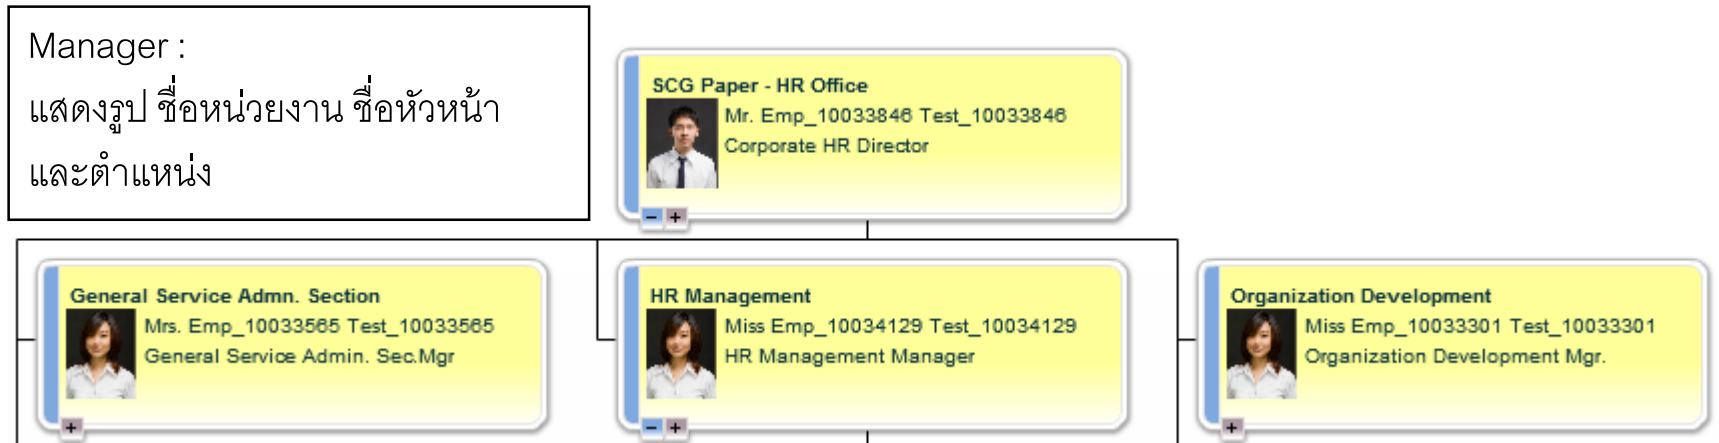 Manager :
แสดงรูป ชื่อหน่วยงาน ชื่อหัวหน้า
และตำแหน่ง
SCG Paper - HR Office
Mr. Emp_10033846 Test_10033846
Corporate HR Director
- +
General Service Admn. Section
Mrs. Emp_10033565 Test_10033565
General Service Admin. Sec.Mgr
+
HR Management
Miss Emp_10034129 Test_10034129
HR Management Manager
- +
Organization Development
Miss Emp_10033301 Test_10033301
Organization Development Mgr.
+